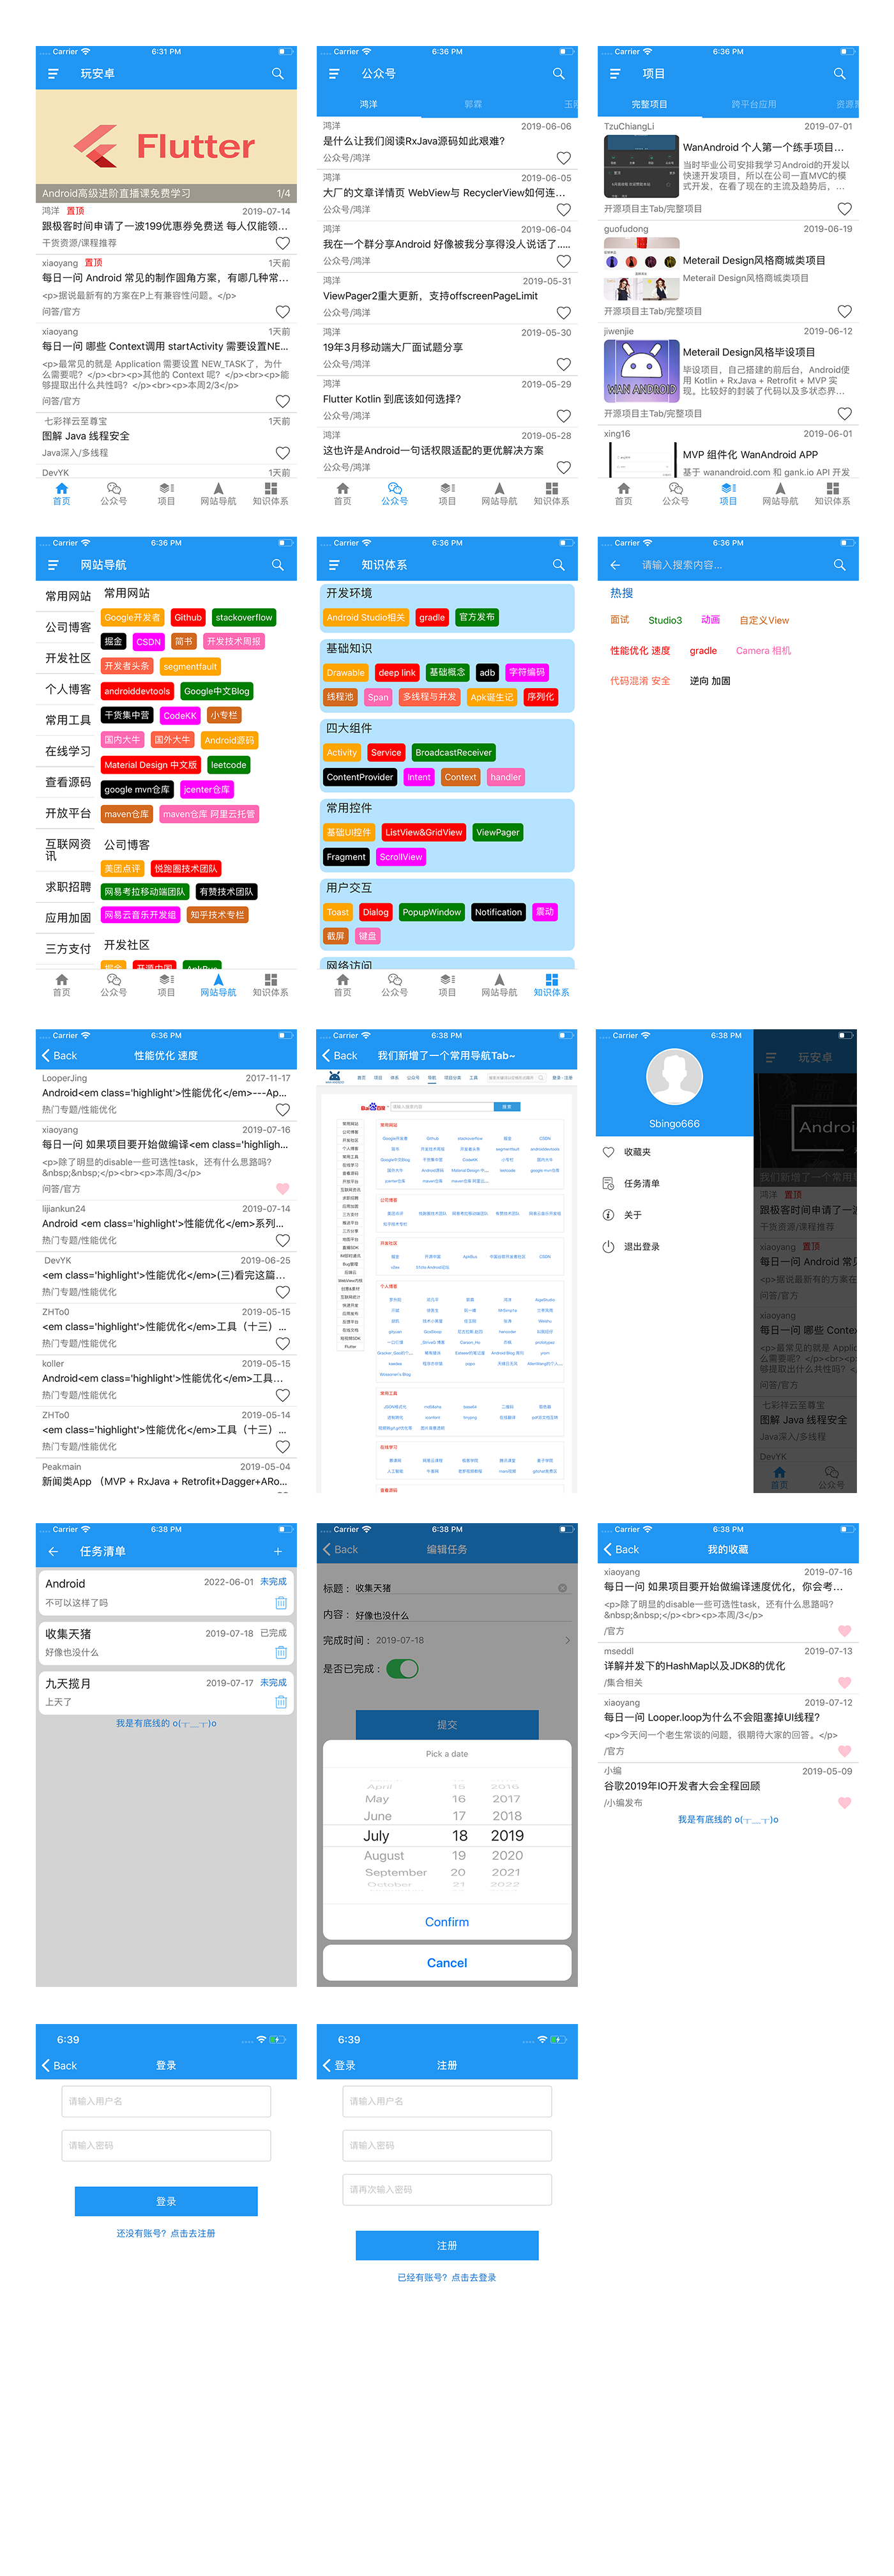 Carrier 6:31 PM
玩安卓
Flutter
Android高级进阶直播课免费学习 1/4
鸿洋 置顶 2019-07-14
跟极客时间申请了一波199优惠券免费送 每人仅能领...
干货资源/课程推荐
xiaoyang 置顶 1天前
每日一问 Android 常见的制作圆角方案，有哪几种常...
<p>据说最新有的方案在P上有兼容性问题。</p>
问答/官方
xiaoyang 1天前
每日一问 哪些 Context调用 startActivity 需要设置NE...
<p>最常见的就是 Application 需要设置 NEW_TASK了，为什
么需要呢？</p><br><p>其他的 Context 呢？</p><br><p>能
够提取出什么共性吗？</p><br><p>本周2/3</p>
问答/官方
七彩祥云至尊宝 1天前
图解 Java 线程安全
Java深入/多线程
DevYK 1天前
首页 公众号 项目 网站导航 知识体系
Carrier 6:36 PM
公众号
鸿洋 郭霖
鸿洋 2019-06-06
是什么让我们阅读RxJava源码如此艰难?
公众号/鸿洋
鸿洋 2019-06-05
大厂的文章详情页 WebView与 RecyclerView如何连...
公众号/鸿洋
鸿洋 2019-06-04
我在一个群分享Android 好像被我分享得没人说话了.....
公众号/鸿洋
鸿洋 2019-05-31
ViewPager2重大更新，支持offscreenPageLimit
公众号/鸿洋
鸿洋 2019-05-30
19年3月移动端大厂面试题分享
公众号/鸿洋
鸿洋 2019-05-29
Flutter Kotlin 到底该如何选择?
公众号/鸿洋
鸿洋 2019-05-28
这也许是Android一句话权限适配的更优解决方案
公众号/鸿洋
首页 公众号 项目 网站导航 知识体系
Carrier 6:36 PM
项目
完整项目 跨平台应用 资源
TzuChiangLi 2019-07-01
WanAndroid 个人第一个练手项目...
当时毕业公司安排我学习Android的开发以
快速开发项目，所以在公司一直MVC的模
式开发，在看了现在的主流及趋势后，...
开源项目主Tab/完整项目
guofudong 2019-06-19
Meterail Design风格商城类项目
Meterail Design风格商城类项目
开源项目主Tab/完整项目
jiwenjie 2019-06-12
WAN ANDROID
Meterail Design风格毕设项目
毕设项目，自己搭建的前后台，Android使
用 Kotlin + RxJava + Retrofit + MVP 实
现。比较好的封装了代码以及多状态界...
开源项目主Tab/完整项目
xing16 2019-06-01
MVP 组件化 WanAndroid APP
基于 wanandroid.com 和 gank.io API 开发
首页 公众号 项目 网站导航 知识体系
Carrier 6:36 PM
网站导航
常用网站
公司博客
开发社区
个人博客
常用工具
在线学习
查看源码
开放平台
互联网资
讯
求职招聘
应用加固
三方支付
常用网站
Google开发者 Github stackoverflow
掘金 CSDN 简书 开发技术周报
开发者头条 segmentfault
androiddevtools Google中文Blog
干货集中营 CodeKK 小专栏
国内大牛 国外大牛 Android源码
Material Design 中文版 leetcode
google mvn仓库 jcenter仓库
maven仓库 maven仓库 阿里云托管
公司博客
美团点评 悦跑圈技术团队
网易考拉移动端团队 有赞技术团队
网易云音乐开发组 知乎技术专栏
开发社区
掘金 开源中国 ApkBus
首页 公众号 项目 网站导航 知识体系
Carrier 6:36 PM
知识体系
开发环境
Android Studio相关 gradle 官方发布
基础知识
Drawable deep link 基础概念 adb 字符编码
线程池 Span 多线程与并发 Apk诞生记 序列化
四大组件
Activity Service BroadcastReceiver
ContentProvider Intent Context handler
常用控件
基础UI控件 ListView&GridView ViewPager
Fragment ScrollView
用户交互
Toast Dialog PopupWindow Notification 震动
截屏 键盘
网络访问
首页 公众号 项目 网站导航 知识体系
Carrier 6:36 PM
请输入搜索内容...
热搜
面试 Studio3 动画 自定义View
性能优化 速度 gradle Camera 相机
代码混淆 安全 逆向 加固
Carrier 6:36 PM
Back 性能优化 速度
LooperJing 2017-11-17
Android<em class='highlight'>性能优化</em>---Ap...
热门专题/性能优化
xiaoyang 2019-07-16
每日一问 如果项目要开始做编译<em class='highligh...
<p>除了明显的disable一些可选性task，还有什么思路吗?
&nbsp;&nbsp;</p><br><p>本周/3</p>
问答/官方
lijiankun24 2019-07-14
Android <em class='highlight'>性能优化</em>系列...
热门专题/性能优化
DevYK 2019-06-25
<em class='highlight'>性能优化</em>(三)看完这篇...
热门专题/性能优化
ZHTo0 2019-05-15
<em class='highlight'>性能优化</em>工具（十三）...
热门专题/性能优化
koller 2019-05-15
Android<em class='highlight'>性能优化</em>工具...
热门专题/性能优化
ZHTo0 2019-05-14
<em class='highlight'>性能优化</em>工具（十三）...
热门专题/性能优化
Peakmain 2019-05-04
新闻类App （MVP + RxJava + Retrofit+Dagger+ARo...
Carrier 6:38 PM
Back 我们新增了一个常用导航Tab~
Carrier 6:38 PM
Sbingo666
收藏夹
任务清单
关于
退出登录
玩安卓
Androi
我们新增了一个常
鸿洋 置顶
跟极客时间申请了一
干货资源/课程推荐
xiaoyang 置顶
每日一问 Android 常
<p>据说最新有的方案在
问答/官方
xiaoyang
每日一问 哪些 Conte
<p>最常见的就是 Applica
么需要呢？</p><br><p>
够提取出什么共性吗？</p
问答/官方
七彩祥云至尊宝
图解 Java 线程安全
Java深入/多线程
DevYK
首页 公众号
Carrier 6:38 PM
任务清单 +
Android 2022-06-01 未完成
不可以这样了吗
收集天猪 2019-07-18 已完成
好像也没什么
九天揽月 2019-07-17 未完成
上天了
我是有底线的 o(┬＿┬)o
Carrier 6:38 PM
Back 编辑任务
标题： 收集天猪
内容： 好像也没什么
完成时间： 2019-07-18
是否已完成：
提交
Pick a date
April 15 2016
May 16 2017
June 17 2018
July 18 2019
August 19 2020
September 20 2021
October 21 2022
Confirm
Cancel
Carrier 6:38 PM
Back 我的收藏
xiaoyang 2019-07-16
每日一问 如果项目要开始做编译速度优化，你会考...
<p>除了明显的disable一些可选性task，还有什么思路吗?
&nbsp;&nbsp;</p><br><p>本周/3</p>
/官方
mseddl 2019-07-13
详解并发下的HashMap以及JDK8的优化
/集合相关
xiaoyang 2019-07-12
每日一问 Looper.loop为什么不会阻塞掉UI线程?
<p>今天问一个老生常谈的问题，很期待大家的回答。</p>
/官方
小编 2019-05-09
谷歌2019年IO开发者大会全程回顾
/小编发布
我是有底线的 o(┬＿┬)o
6:39
Back 登录
请输入用户名
请输入密码
登录
还没有账号？点击去注册
6:39
登录 注册
请输入用户名
请输入密码
请再次输入密码
注册
已经有账号？点击去登录